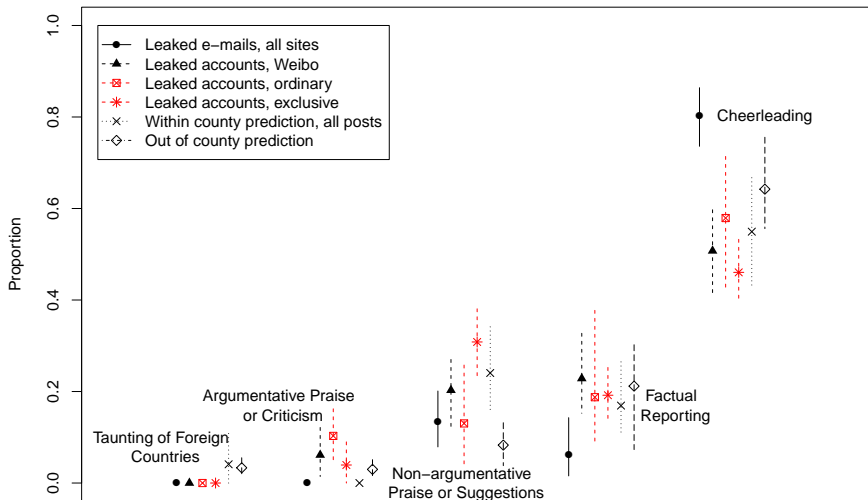 1.0
0.8
0.6
0.4
0.2
0.0
Proportion
Leaked e−mails, all sites
Leaked accounts, Weibo
Leaked accounts, ordinary
Leaked accounts, exclusive
Within county prediction, all posts
Out of county prediction
Cheerleading
Argumentative Praise
or Criticism
Taunting of Foreign
Countries
Non−argumentative
Praise or Suggestions
Factual
Reporting